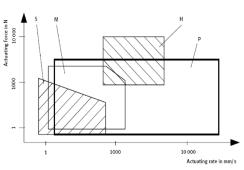 S
M
H
P
Actuating force in N
10 000
1000
1
1
1000
10 000
Actuating rate in mm/s